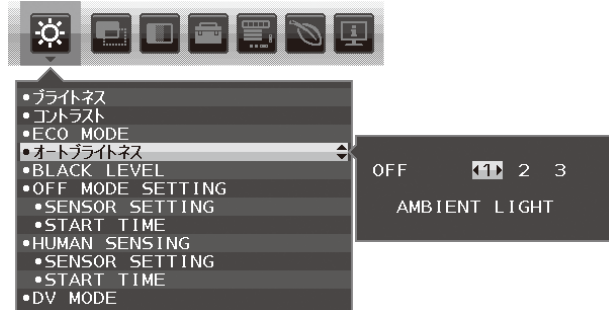 •ブライトネス
•コントラスト
•ECO MODE
•オートブライトネス
•BLACK LEVEL
•OFF MODE SETTING
•SENSOR SETTING
•START TIME
•HUMAN SENSING
•SENSOR SETTING
•START TIME
•DV MODE
OFF 1 2 3
AMBIENT LIGHT